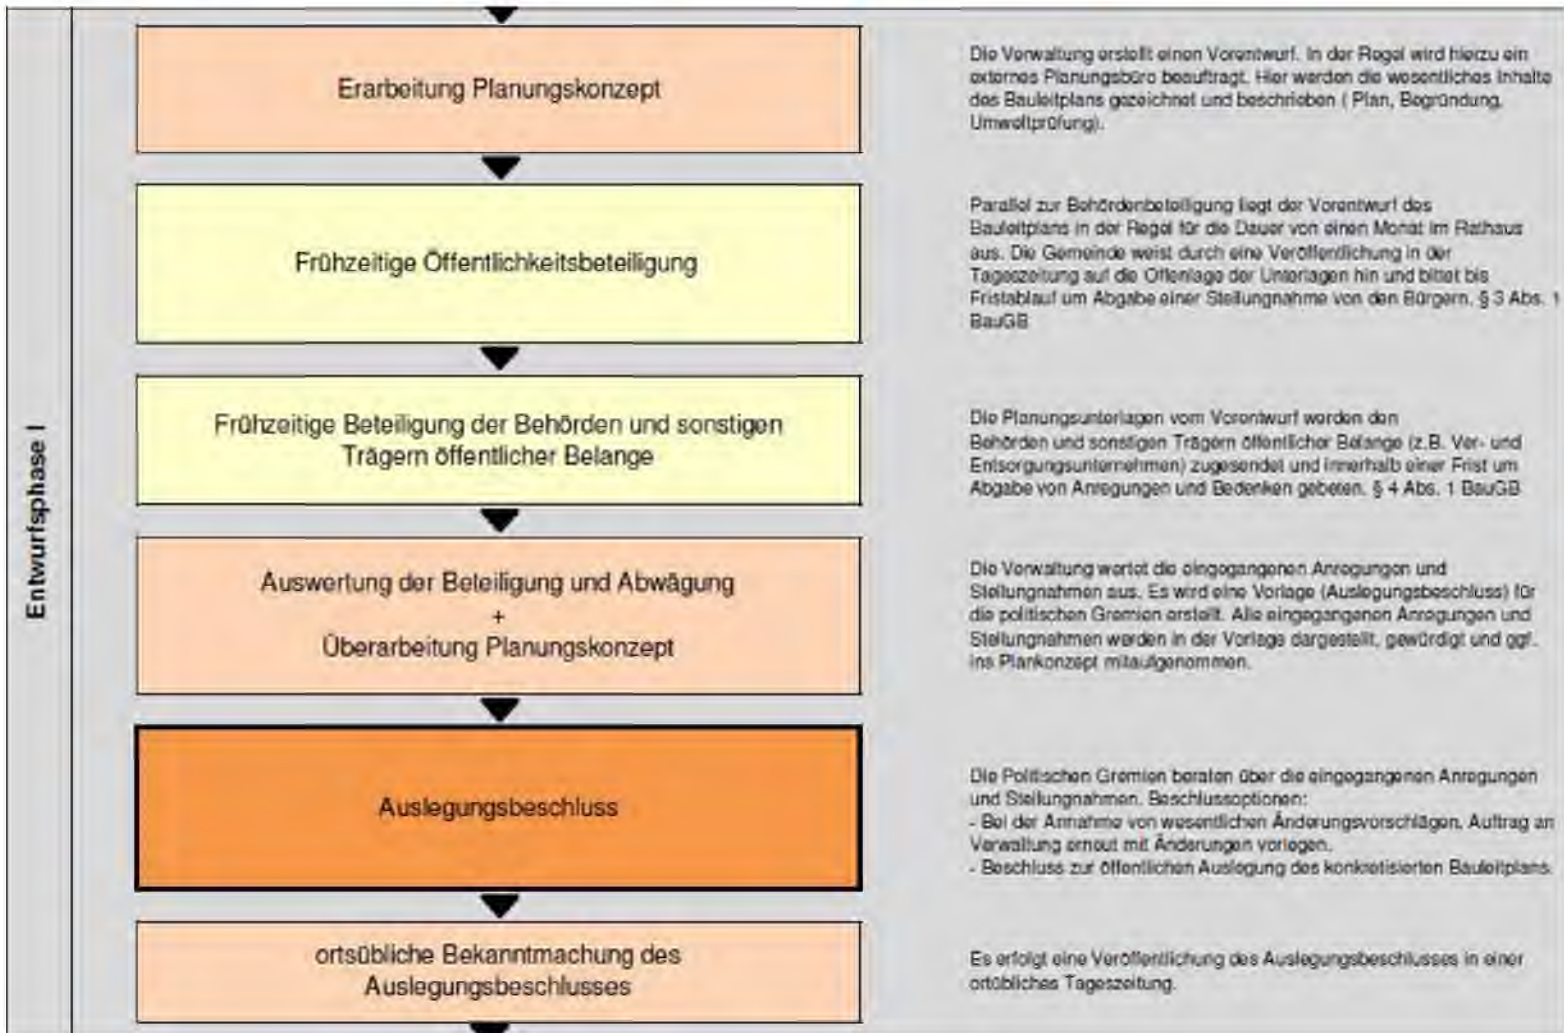 Entwurfsphase I
Erarbeitung Planungskonzept
Die Verwaltung erstellt einen Vorentwurf. In der Regel wird hierzu ein
externes Planungsbüro beauftragt. Hier werden die wesentliches Inhalte
des Bauleitplans gezeichnet und beschrieben ( Plan, Begründung,
Umweltprüfung).
Frühzeitige Öffentlichkeitsbeteiligung
Parallel zur Behördenbeteiligung liegt der Vorentwurf des
Bauleitplans in der Regel für die Dauer von einen Monat im Rathaus
aus. Die Gemeinde weist durch eine Veröffentlichung in der
Tageszeitung auf die Offenlage der Unterlagen hin und bittet bis
Fristablauf um Abgabe einer Stellungnahme von den Bürgern. § 3 Abs. 1
BauGB
Frühzeitige Beteiligung der Behörden und sonstigen
Trägern öffentlicher Belange
Die Planungsunterlagen vom Vorentwurf werden den
Behörden und sonstigen Trägern öffentlicher Belange (z.B. Ver- und
Entsorgungsunternehmen) zugesendet und innerhalb einer Frist um
Abgabe von Anregungen und Bedenken gebeten. § 4 Abs. 1 BauGB
Auswertung der Beteiligung und Abwägung
+
Überarbeitung Planungskonzept
Die Verwaltung wertet die eingegangenen Anregungen und
Stellungnahmen aus. Es wird eine Vorlage (Auslegungsbeschluss) für
die politischen Gremien erstellt. Alle eingegangenen Anregungen und
Stellungnahmen werden in der Vorlage dargestellt, gewürdigt und ggf.
ins Plankonzept mitaufgenommen.
Auslegungsbeschluss
Die Politischen Gremien beraten über die eingegangenen Anregungen
und Stellungnahmen. Beschlussoptionen:
- Bei der Annahme von wesentlichen Änderungsvorschlägen, Auftrag an
Verwaltung erneut mit Änderungen vorlegen.
- Beschluss zur öffentlichen Auslegung des konkretisierten Bauleitplans.
ortsübliche Bekanntmachung des
Auslegungsbeschlusses
Es erfolgt eine Veröffentlichung des Auslegungsbeschlusses in einer
ortübliches Tageszeitung.